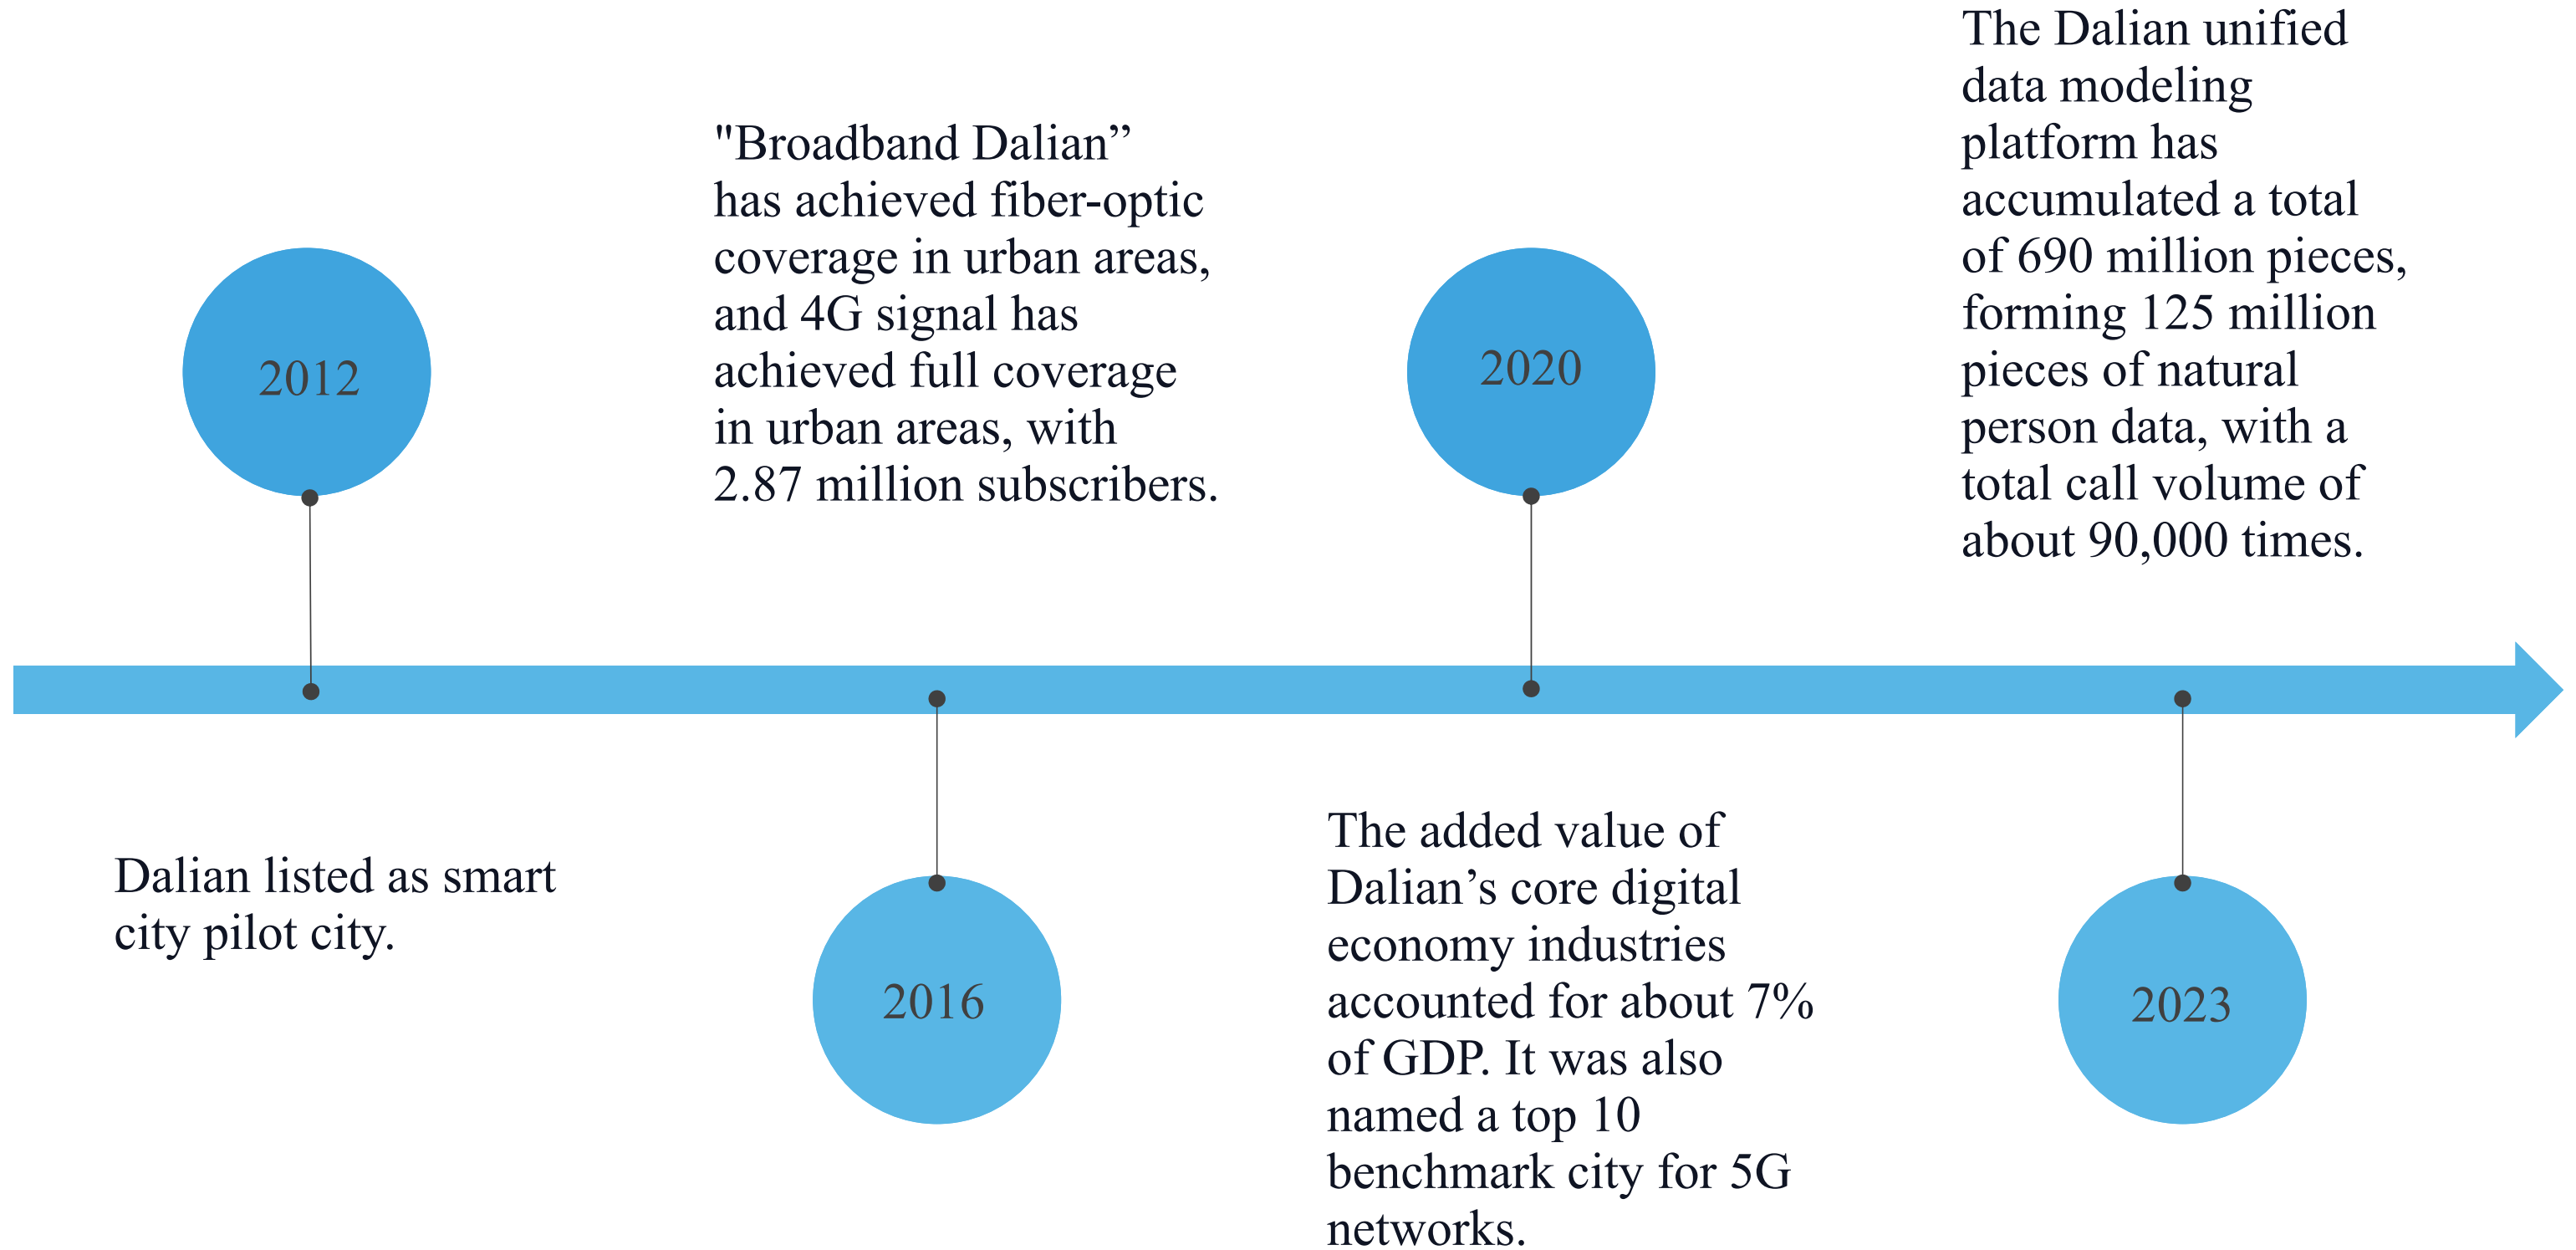 2012
Dalian listed as smart
city pilot city.
"Broadband Dalian”
has achieved fiber-optic
coverage in urban areas,
and 4G signal has
achieved full coverage
in urban areas, with
2.87 million subscribers.
2016
2020
The added value of
Dalian’s core digital
economy industries
accounted for about 7%
of GDP. It was also
named a top 10
benchmark city for 5G
networks.
The Dalian unified
data modeling
platform has
accumulated a total
of 690 million pieces,
forming 125 million
pieces of natural
person data, with a
total call volume of
about 90,000 times.
2023